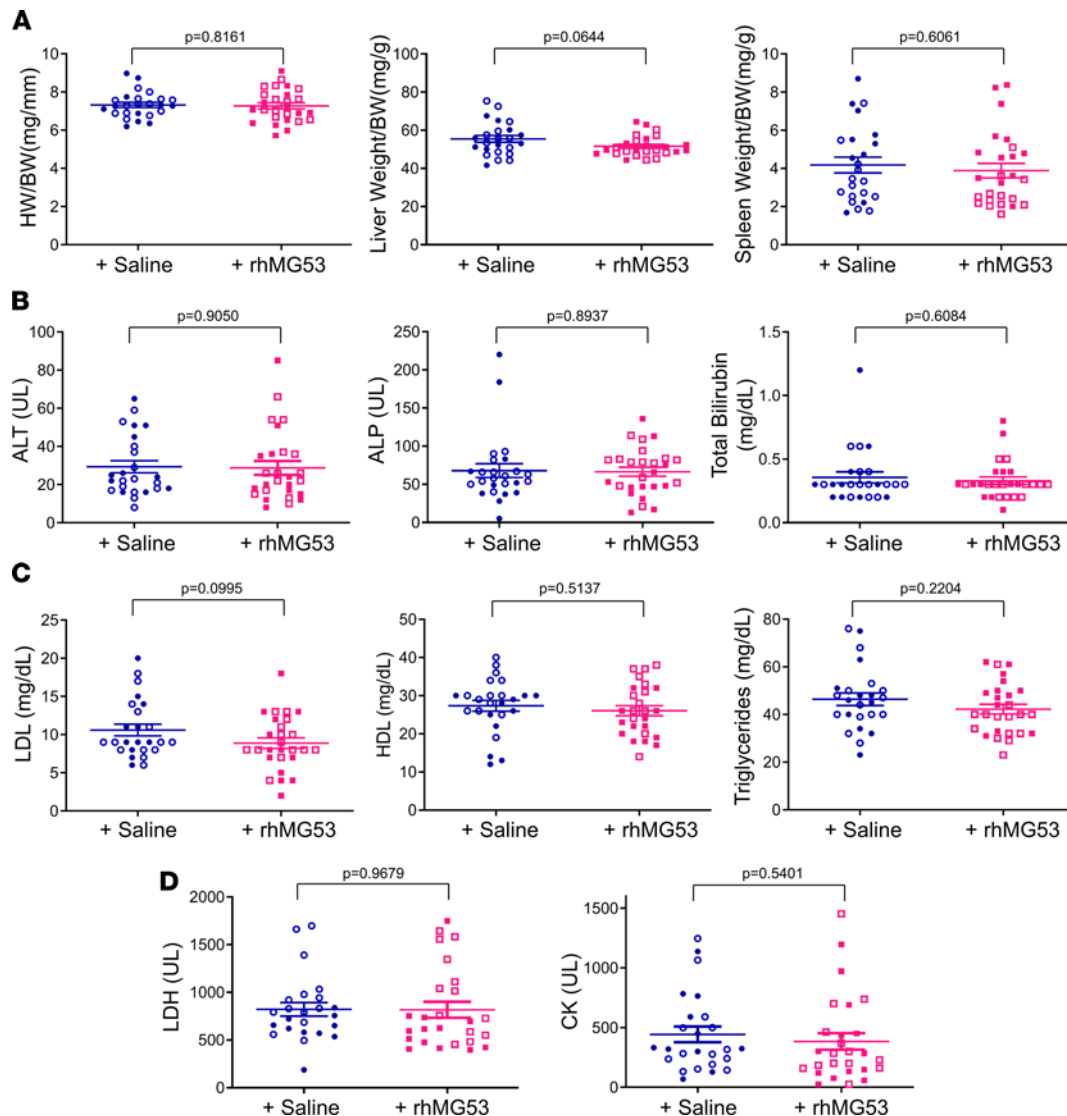 A
p=0.8161
HW/BW(mg/mm)
10
8
6
4
2
0
+ Saline
+ rhMG53
p=0.0644
Liver Weight/BW(mg/g)
100
80
60
40
20
0
+ Saline
+ rhMG53
p=0.6061
Spleen Weight/BW(mg/g)
10
8
6
4
2
0
+ Saline
+ rhMG53
B
p=0.9050
ALT (UL)
100
80
60
40
20
0
+ Saline
+ rhMG53
p=0.8937
ALP (UL)
250
200
150
100
50
0
+ Saline
+ rhMG53
p=0.6084
Total Bilirubin
(mg/dL)
1.5
1.0
0.5
0.0
+ Saline
+ rhMG53
C
p=0.0995
LDL (mg/dL)
25
20
15
10
5
0
+ Saline
+ rhMG53
p=0.5137
HDL (mg/dL)
50
40
30
20
10
0
+ Saline
+ rhMG53
p=0.2204
Triglycerides (mg/dL)
80
60
40
20
0
+ Saline
+ rhMG53
D
p=0.9679
LDH (UL)
2000
1500
1000
500
0
+ Saline
+ rhMG53
p=0.5401
CK (UL)
1500
1000
500
0
+ Saline
+ rhMG53